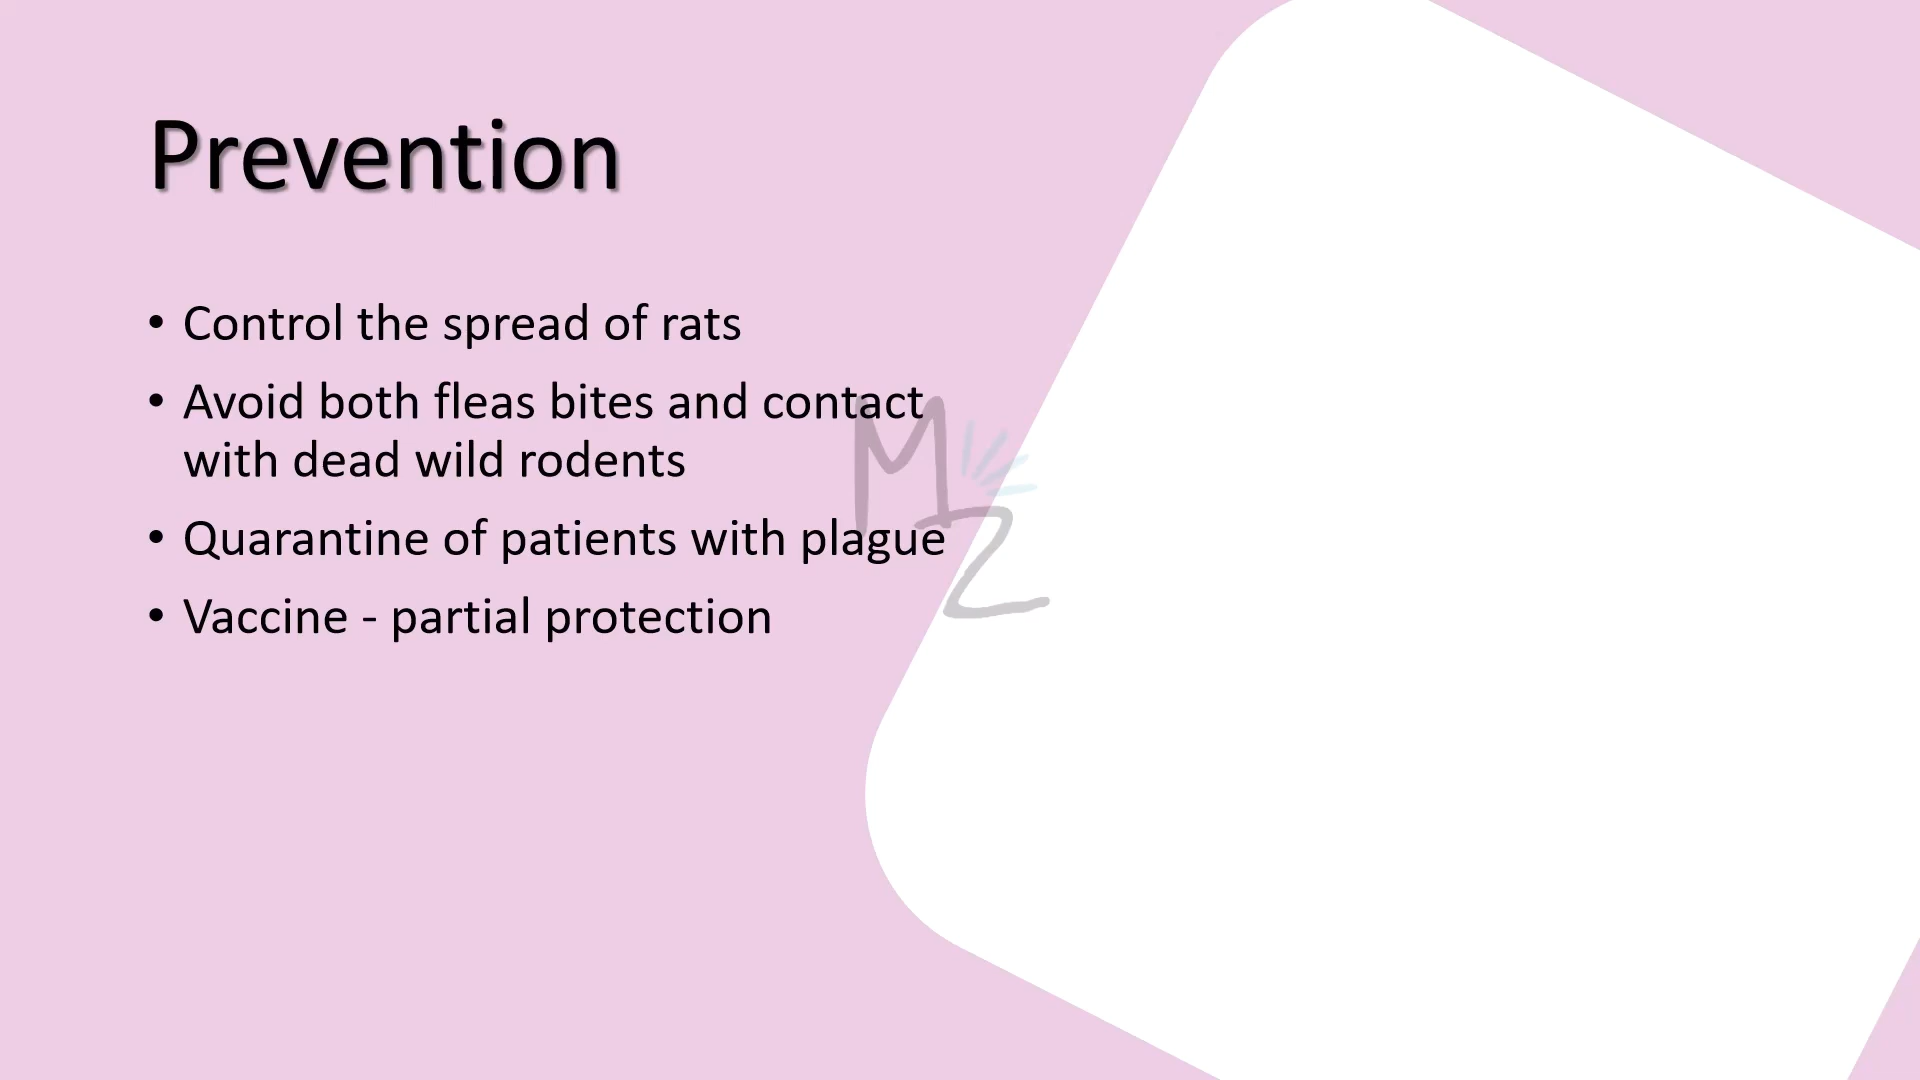 Prevention
• Control the spread of rats
• Avoid both fleas bites and contact
with dead wild rodents
• Quarantine of patients with plague
• Vaccine - partial protection
MZ